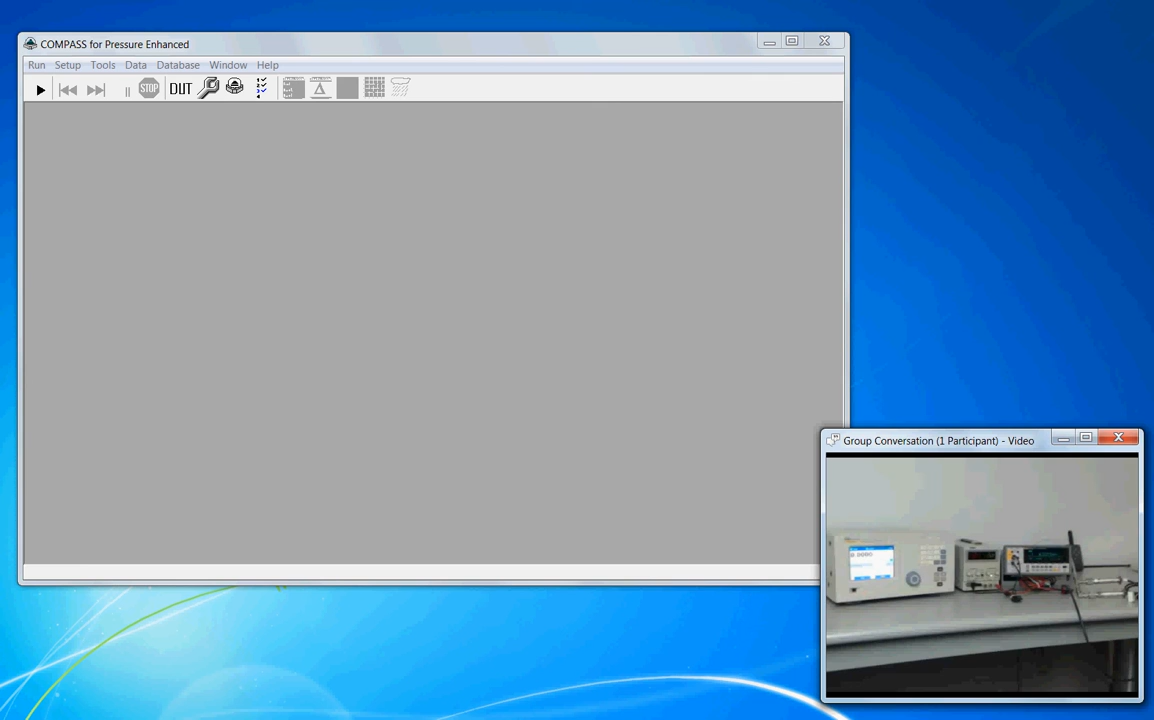 COMPASS for Pressure Enhanced
Run Setup Tools Data Database Window Help
STOP DUT
Group Conversation (1 Participant) - Video